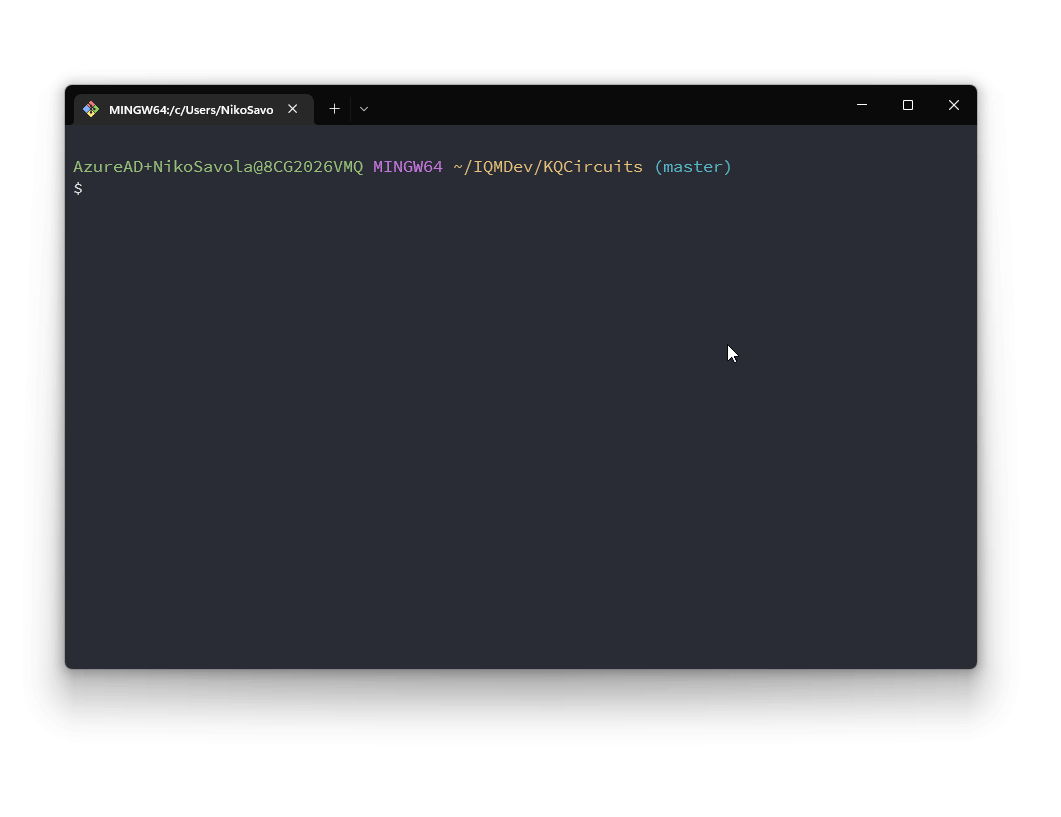 MINGW64:/c/Users/NikoSavo
AzureAD+NikoSavola@8CG2026VMQ MINGW64 ~/IQMDev/KQCircuits (master)
$